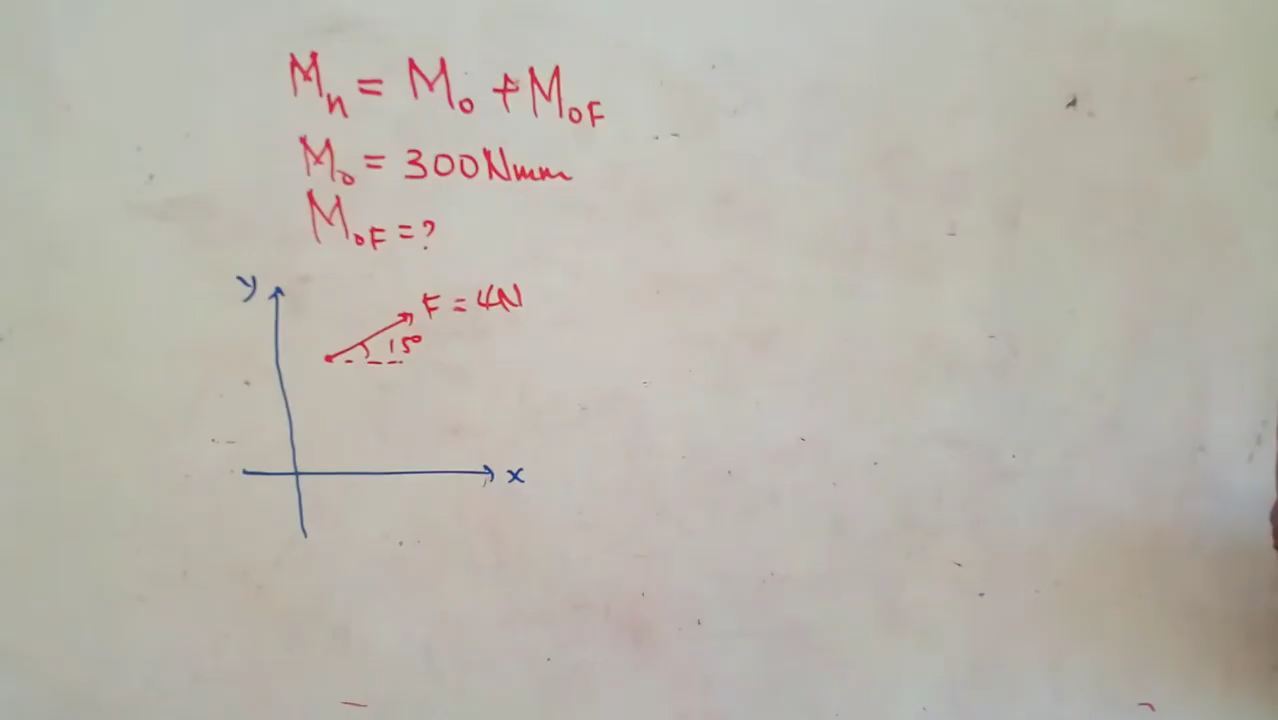 Mn = Mo + MoF
Mo = 300Nmm
MoF = ?
y
F = 4N
15°
x